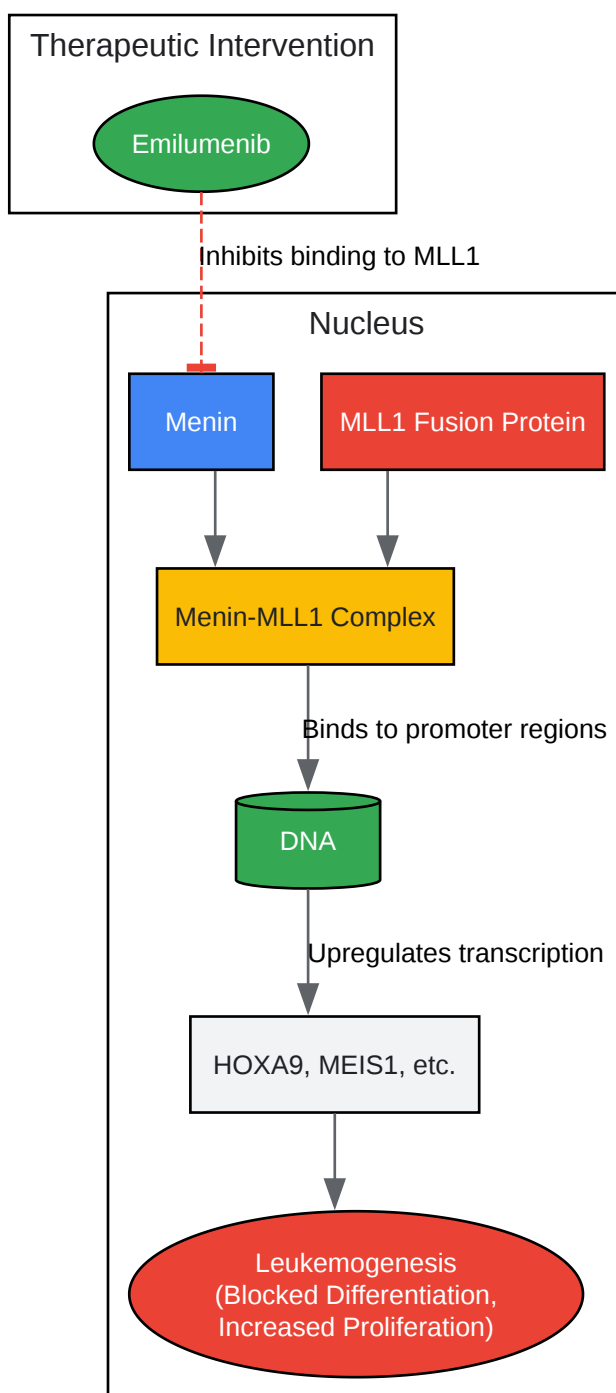 Therapeutic Intervention
Emilumenib
Inhibits binding to MLL1
Nucleus
Menin
MLL1 Fusion Protein
Menin-MLL1 Complex
Binds to promoter regions
DNA
Upregulates transcription
HOXA9, MEIS1, etc.
Leukemogenesis
(Blocked Differentiation,
Increased Proliferation)